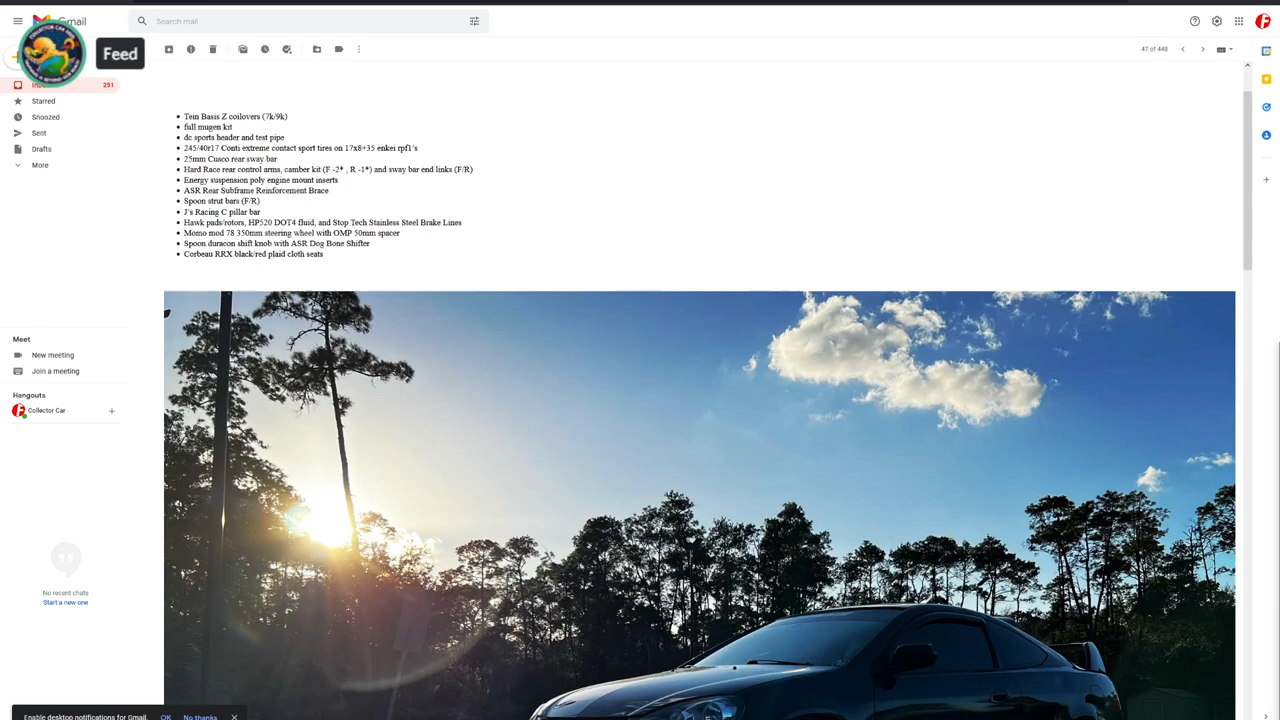 Gmail
Search mail
Feed
47 of 448
251
Starred
Snoozed
Sent
Drafts
More
• Tein Basis Z coilovers (7k/9k)
• full mugen kit
• dc sports header and test pipe
• 245/40r17 Conti extreme contact sport tires on 17x8+35 enkei rpf1's
• 25mm Cusco rear sway bar
• Hard Race rear control arms, camber kit (F -2* , R -1*) and sway bar end links (F/R)
• Energy suspension poly engine mount inserts
• ASR Rear Subframe Reinforcement Brace
• Spoon strut bars (F/R)
• J's Racing C pillar bar
• Hawk pads/rotors, HP520 DOT4 fluid, and Stop Tech Stainless Steel Brake Lines
• Momo mod 78 350mm steering wheel with OMP 50mm spacer
• Spoon duracon shift knob with ASR Dog Bone Shifter
• Corbeau RRX black/red plaid cloth seats
Meet
New meeting
Join a meeting
Hangouts
Collector Car
No recent chats
Start a new one
Enable desktop notifications for Gmail. OK No thanks